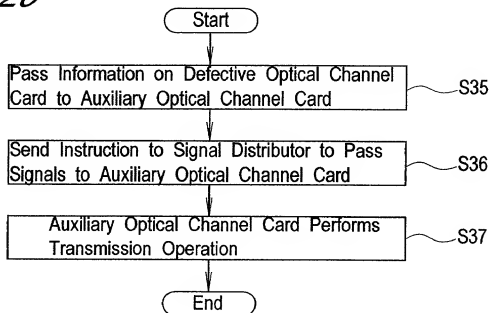 Start
Pass Information on Defective Optical Channel
Card to Auxiliary Optical Channel Card
S35
Send Instruction to Signal Distributor to Pass
Signals to Auxiliary Optical Channel Card
S36
Auxiliary Optical Channel Card Performs
Transmission Operation
S37
End